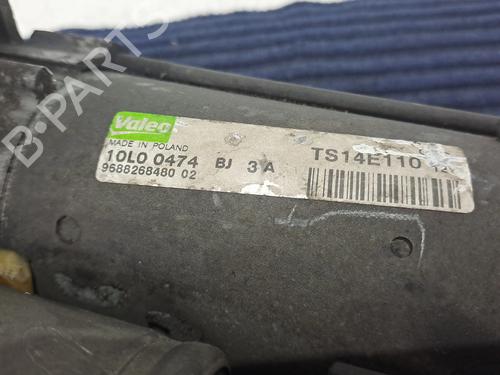 Valeo
MADE IN POLAND
10L0 0474 BJ 3A TS14E110
9688268480 02
B-PARTS